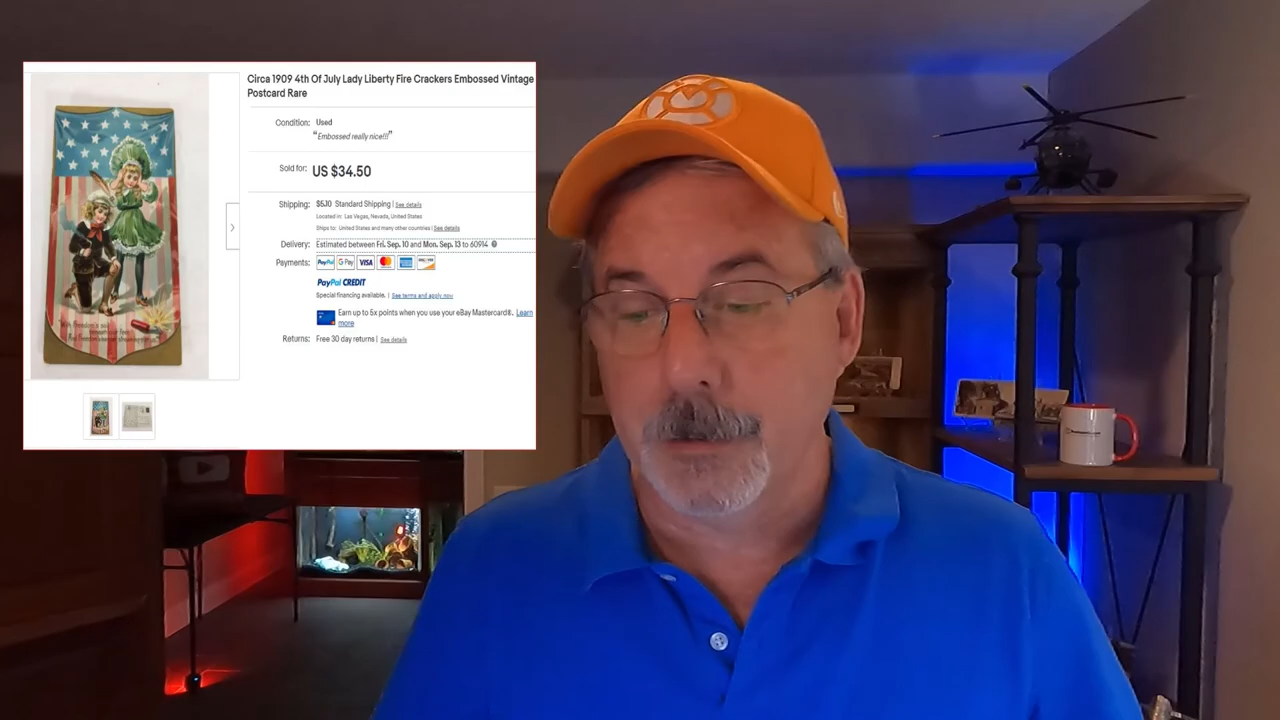 Circa 1909 4th Of July Lady Liberty Fire Crackers Embossed Vintage
Postcard Rare
Condition: Used
"Embossed really nice!!!"
Sold for: US $34.50
Shipping: $5.10 Standard Shipping | See details
Located in: Las Vegas, Nevada, United States
Ships to: United States and many other countries | See details
Delivery: Estimated between Fri. Sep. 10 and Mon. Sep. 13 to 60914
Payments: PayPal G Pay VISA
PayPal CREDIT
Special financing available. | See terms and apply now
Earn up to 5x points when you use your eBay Mastercard®. Learn
more
Returns: Free 30 day returns | See details